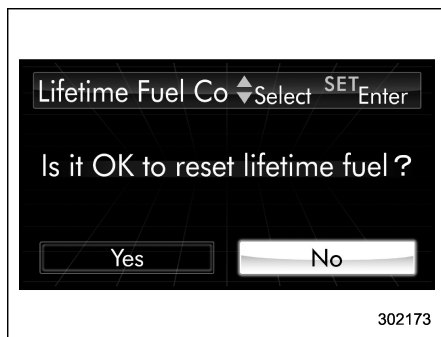 Lifetime Fuel Co Select SET Enter
Is it OK to reset lifetime fuel?
Yes No
302173